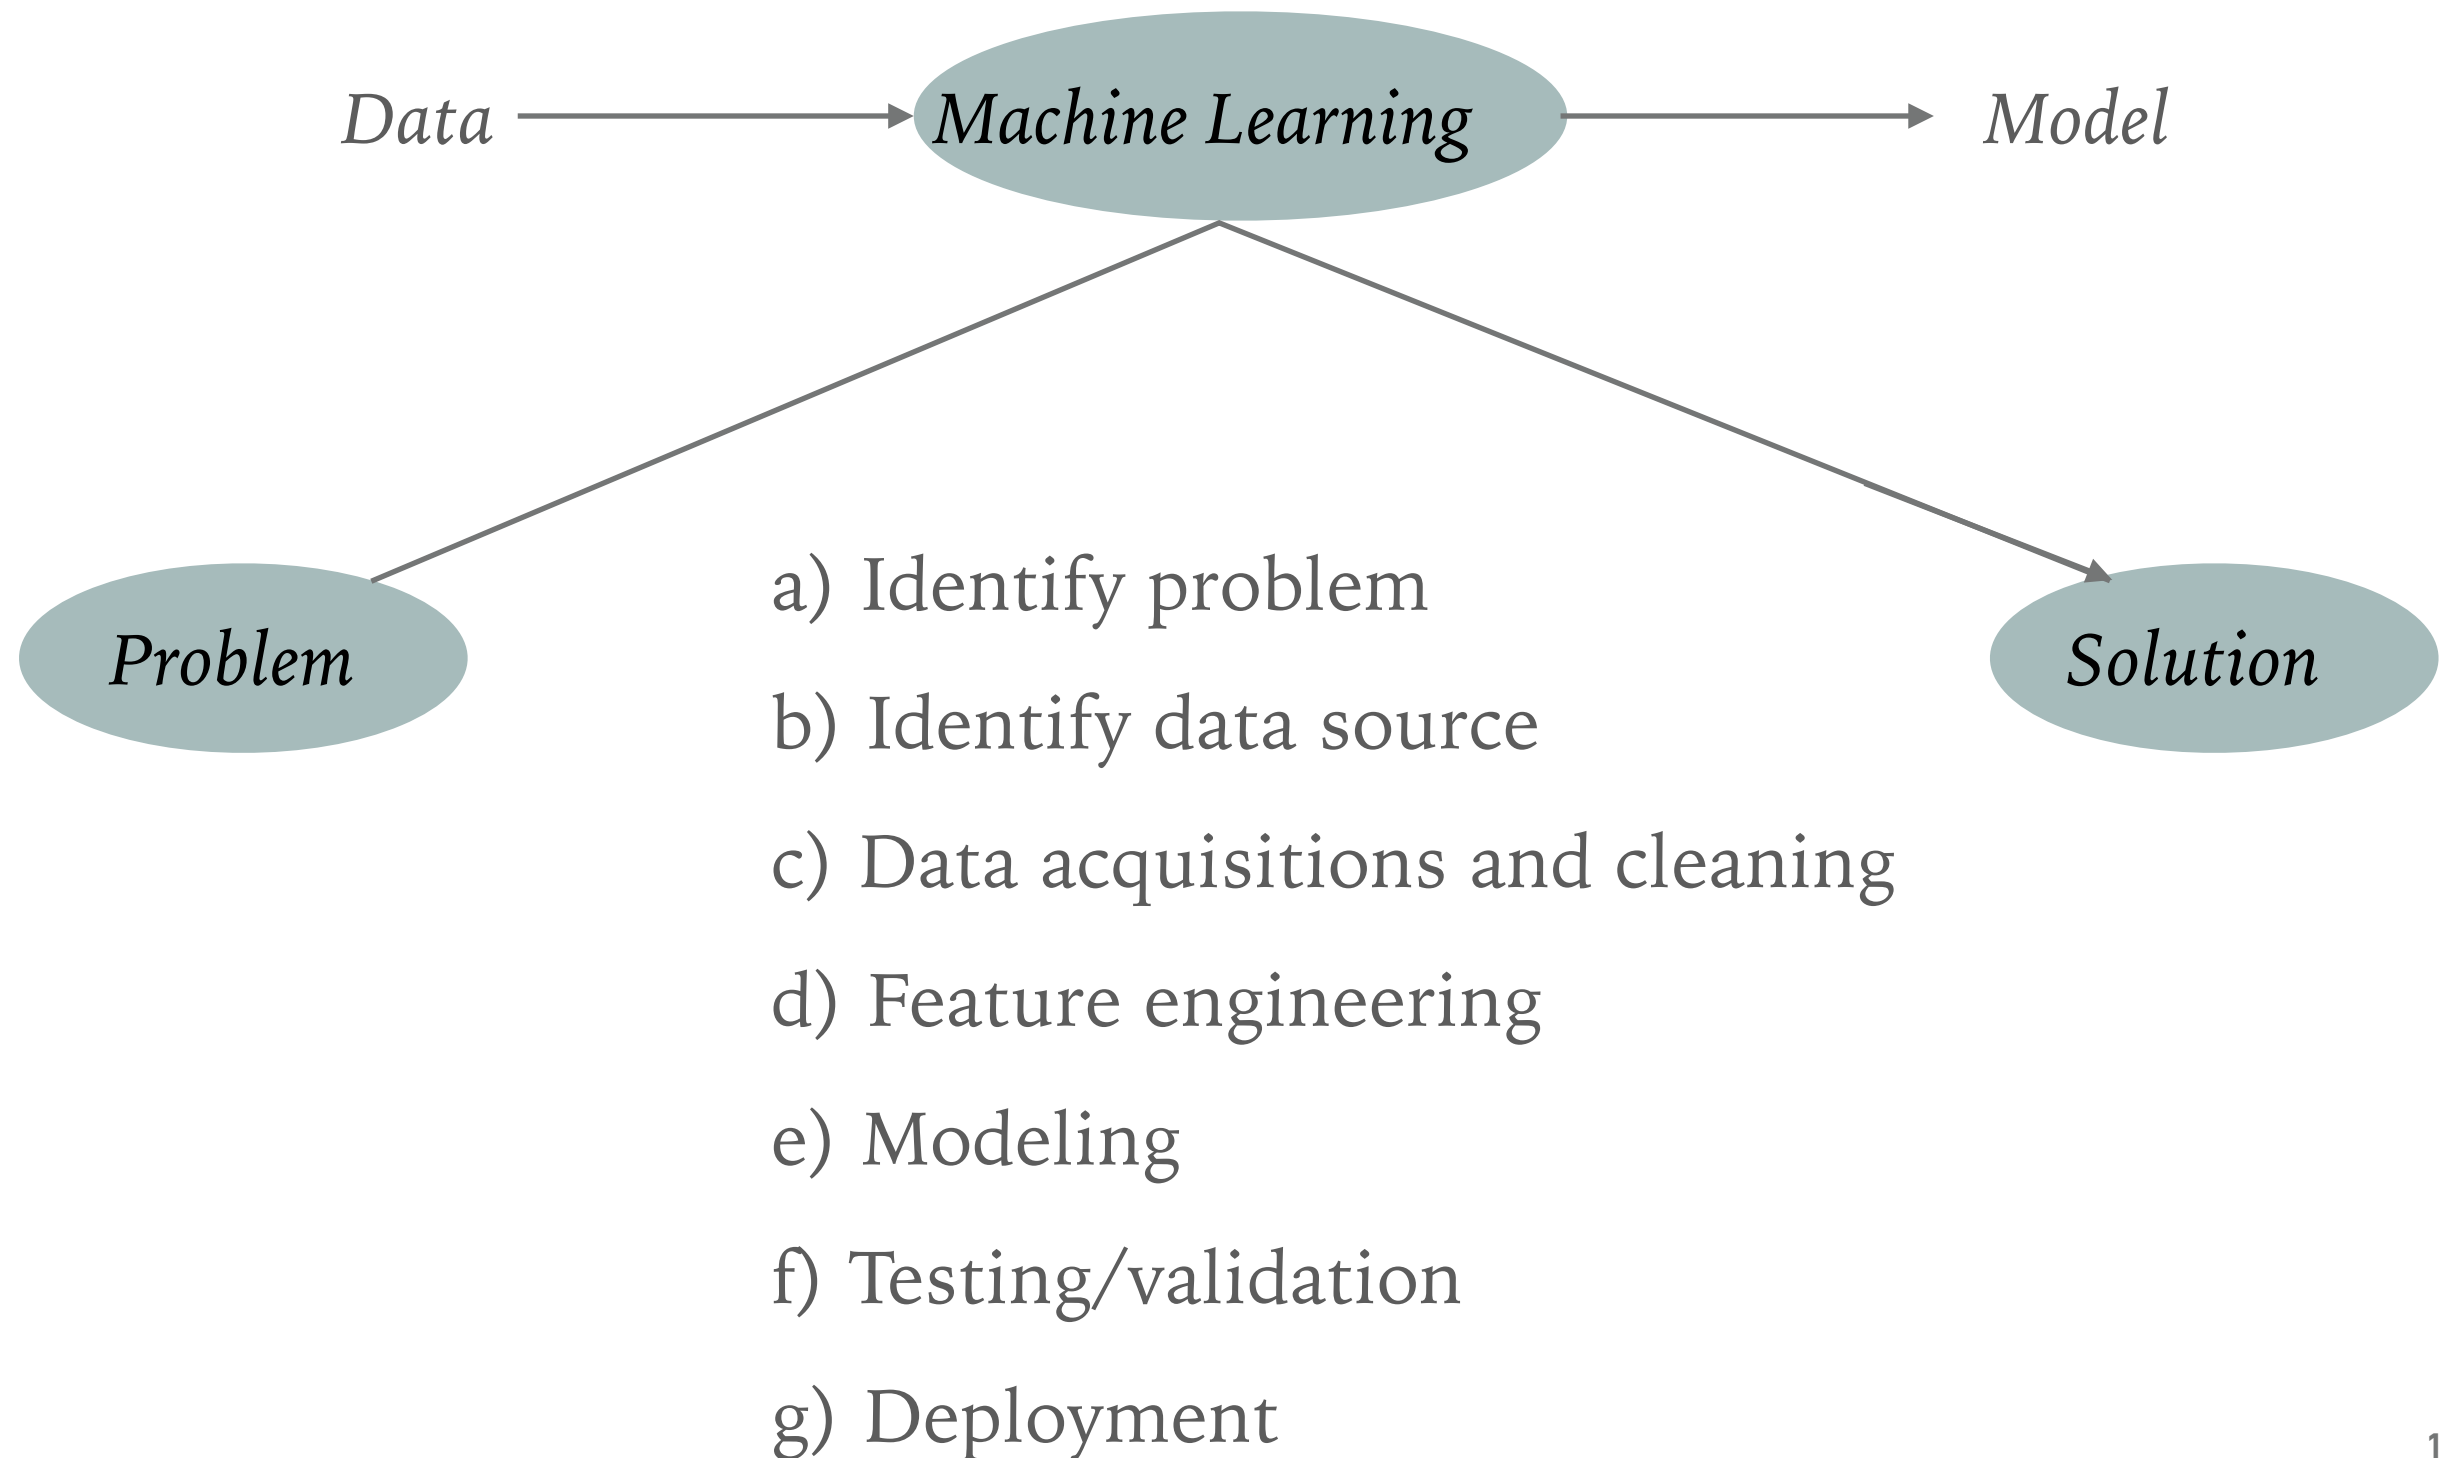 Data
Machine Learning
Model
Problem
Solution
a) Identify problem
b) Identify data source
c) Data acquisitions and cleaning
d) Feature engineering
e) Modeling
f) Testing/validation
g) Deployment
1